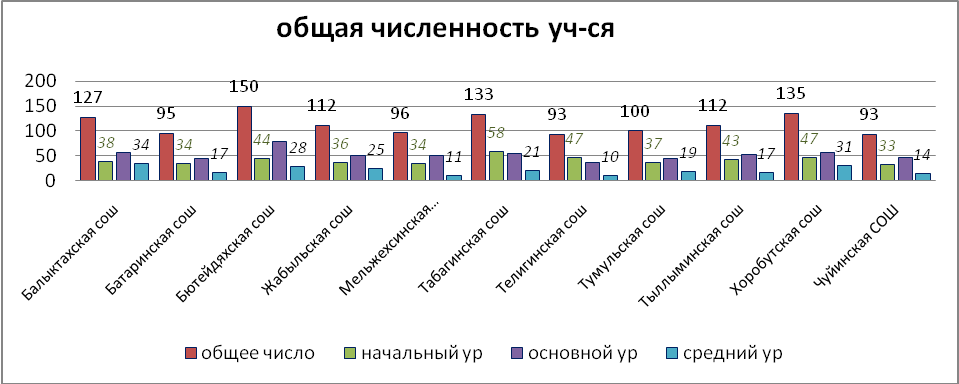 общая численность уч-ся
200
150
100
50
0
127 95 150 112 96 133 93 100 112 135 93
38 34 44 36 34 58 47 37 43 47 33
34 17 28 25 11 21 10 19 17 31 14
Балыктахская сош
Батаринская сош
Бютейдяхская сош
Жабыльская сош
Мельжехсинская...
Табагинская сош
Телигинская сош
Тумульская сош
Тыллыминская сош
Хоробутская сош
Чуйинская СОШ
общее число начальный ур основной ур средний ур